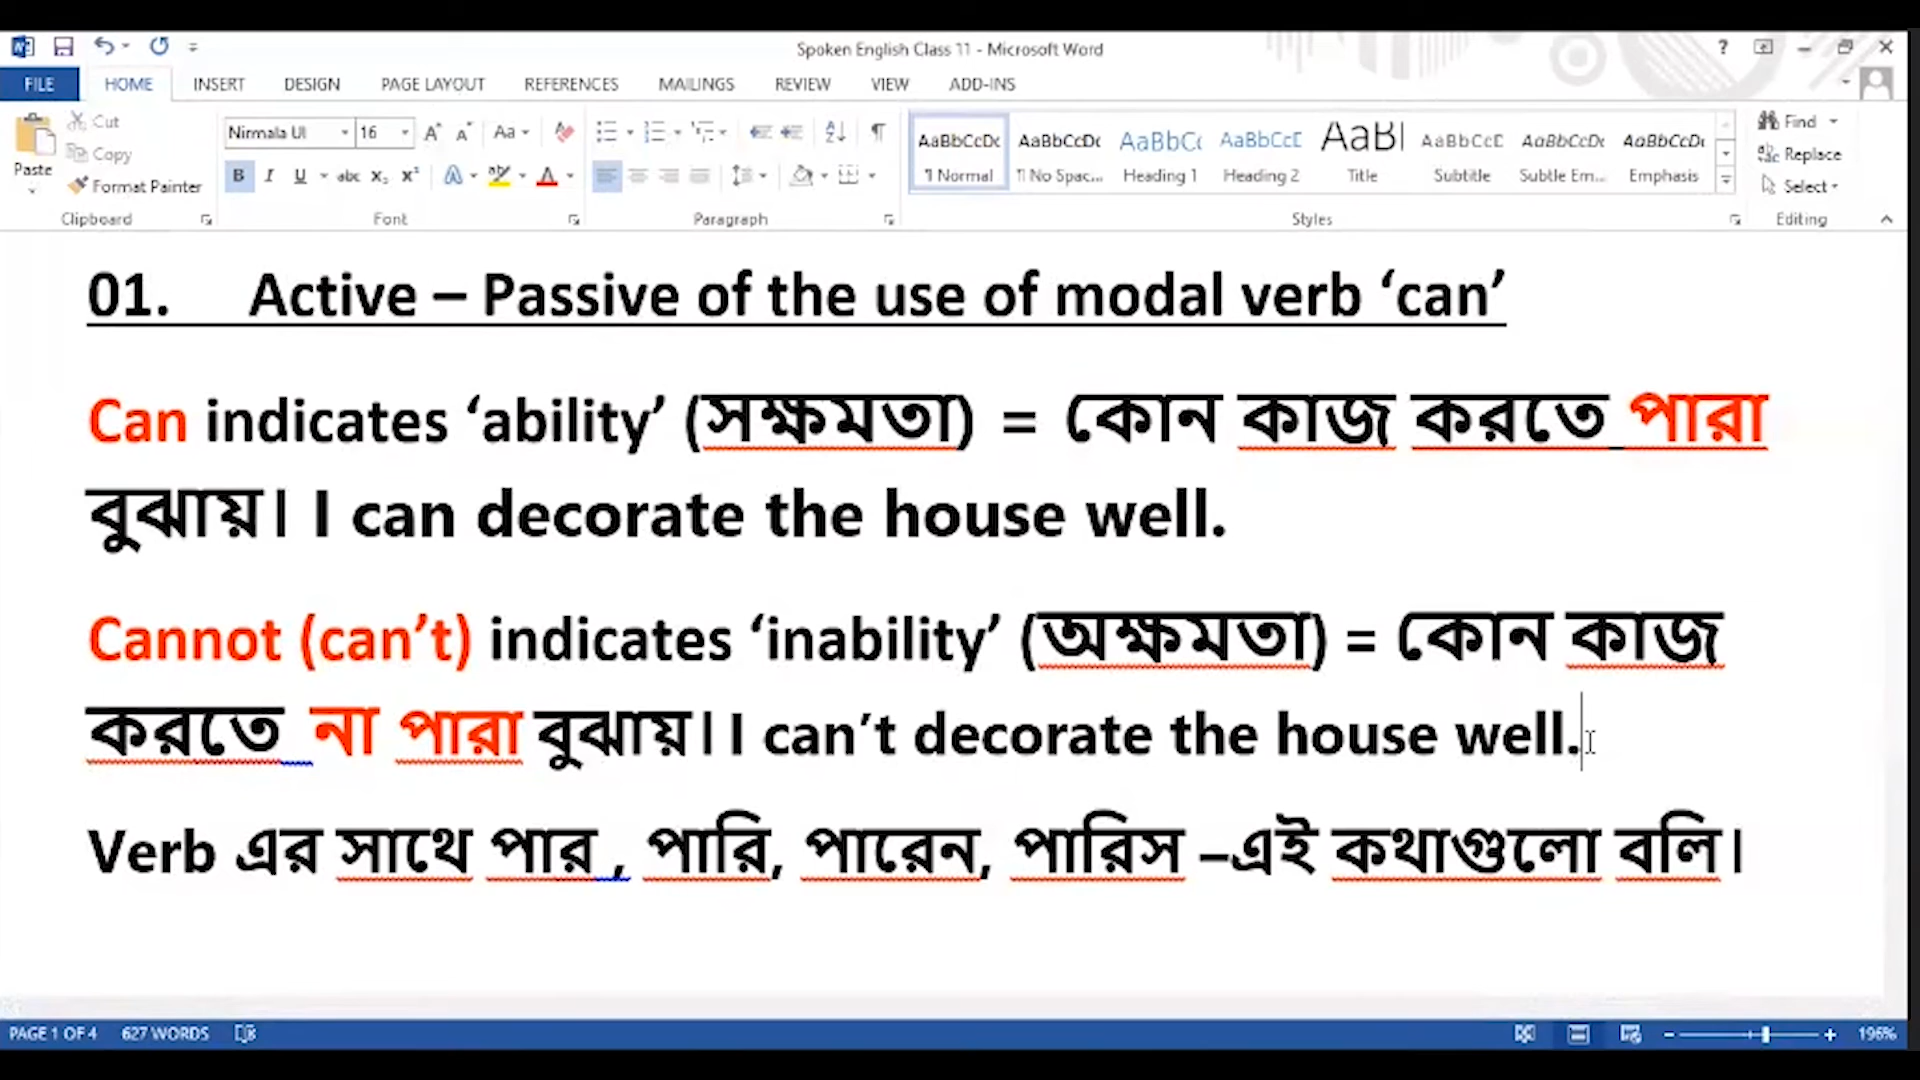 Spoken English Class 11 - Microsoft Word
FILE HOME INSERT DESIGN PAGE LAYOUT REFERENCES MAILINGS REVIEW VIEW ADD-INS
Paste Cut Copy Format Painter
Nirmala UI 16
AaBbCcDc AaBbCcDc AaBbCc AaBbCcE AaBl AaBbCcE AaBbCcDc AaBbCcDc
¶ Normal ¶ No Spac... Heading 1 Heading 2 Title Subtitle Subtle Em... Emphasis
Find Replace Select
Clipboard Font Paragraph Styles Editing
01. Active – Passive of the use of modal verb ‘can’
Can indicates ‘ability’ (সক্ষমতা) = কোন কাজ করতে পারা
বুঝায়। I can decorate the house well.
Cannot (can’t) indicates ‘inability’ (অক্ষমতা) = কোন কাজ
করতে না পারা বুঝায়। I can’t decorate the house well.
Verb এর সাথে পার , পারি, পারেন, পারিস –এই কথাগুলো বলি।
PAGE 1 OF 4 627 WORDS 196%